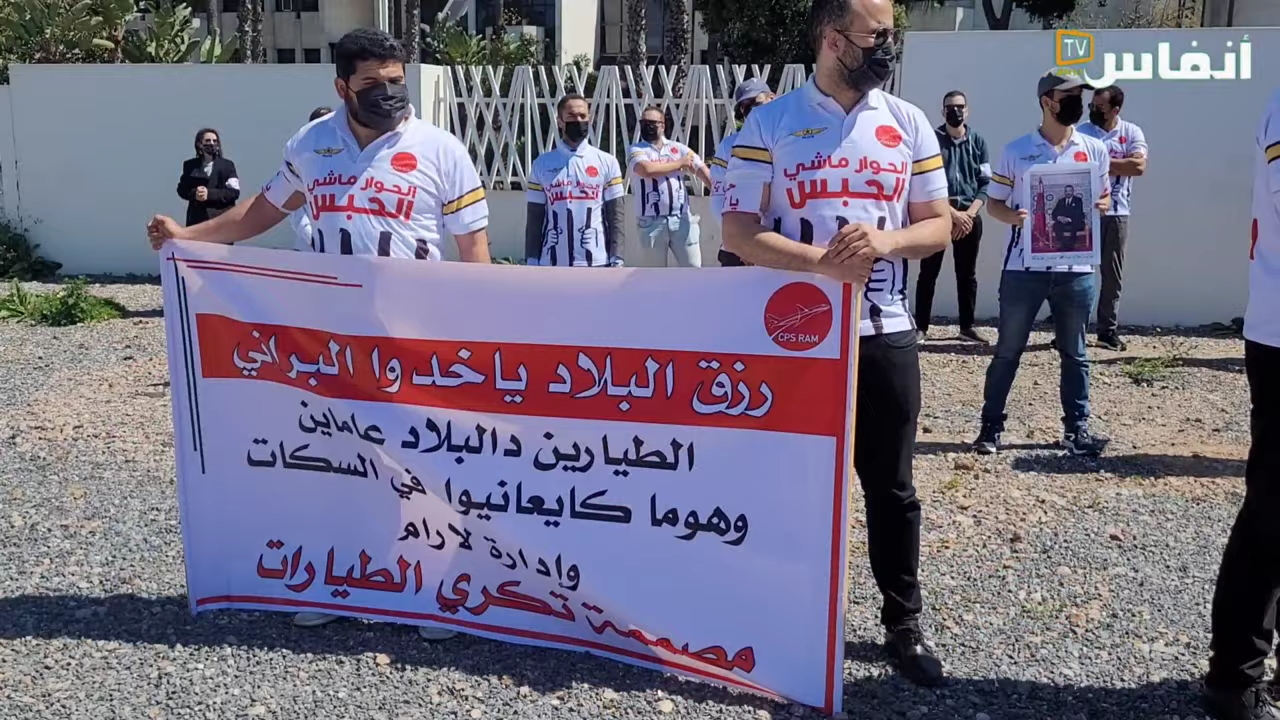 TV
أنفاس
الحوار ماشي
الحبس
الحوار ماشي
الحبس
CPS RAM
رزق البلاد ياخدوا البراني
الطيارين دالبلاد عاماين
وهوما كايعانيوا في السكات
وإدارة لارام
مصممة تكري الطيارات